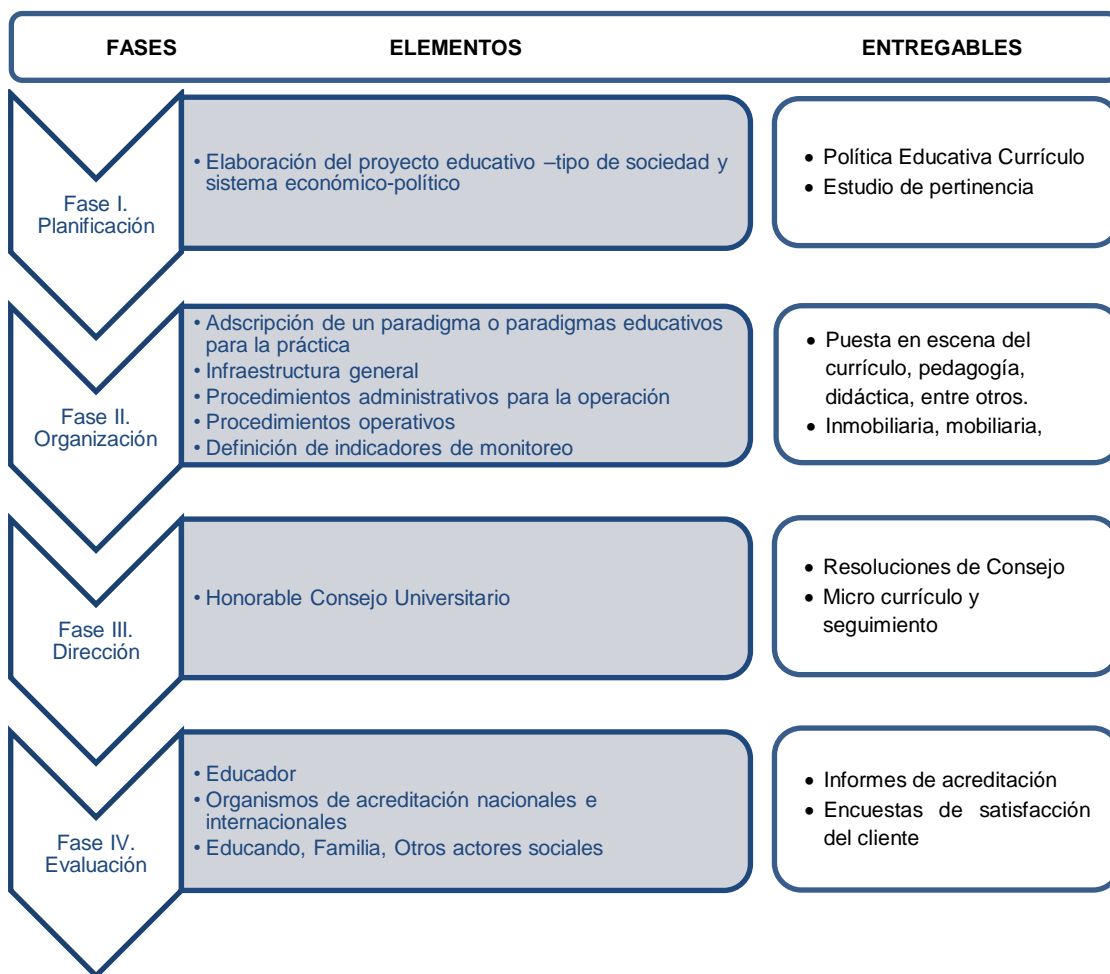 FASES ELEMENTOS ENTREGABLES
Fase I.
Planificación
• Elaboración del proyecto educativo –tipo de sociedad y
sistema económico-político
• Política Educativa Currículo
• Estudio de pertinencia
Fase II.
Organización
• Adscripción de un paradigma o paradigmas educativos
para la práctica
• Infraestructura general
• Procedimientos administrativos para la operación
• Procedimientos operativos
• Definición de indicadores de monitoreo
• Puesta en escena del
currículo, pedagogía,
didáctica, entre otros.
• Inmobiliaria, mobiliaria,
Fase III.
Dirección
• Honorable Consejo Universitario
• Resoluciones de Consejo
• Micro currículo y
seguimiento
Fase IV.
Evaluación
• Educador
• Organismos de acreditación nacionales e
internacionales
• Educando, Familia, Otros actores sociales
• Informes de acreditación
• Encuestas de satisfacción
del cliente